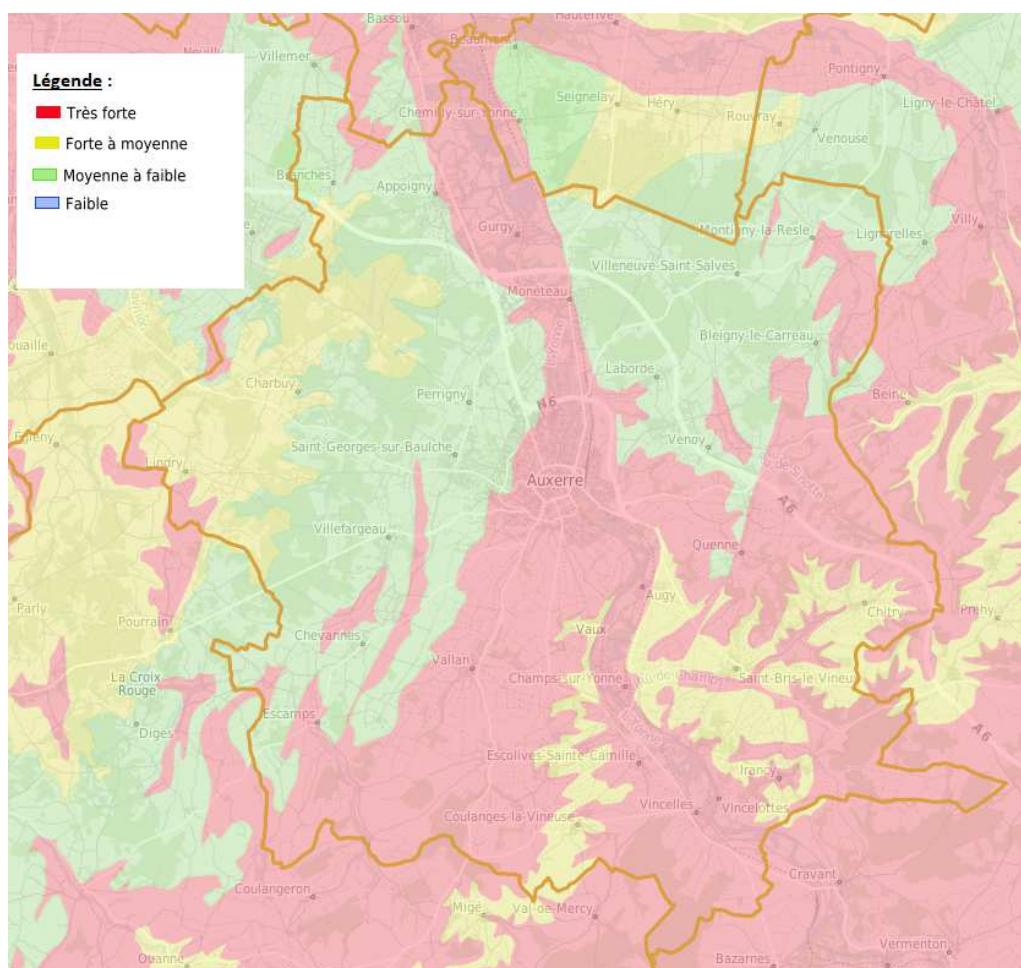 Légende :
Très forte
Forte à moyenne
Moyenne à faible
Faible
Bassou
Hauterive
Beaumont
Villemer
Pontigny
Seignelay
Héry
Chemilly-sur-Yonne
Rouvray
Ligny-le-Châtel
Venouse
Branches
Appoigny
Gurgy
Montigny-la-Resle
Villy
Lignorelles
Villeneuve-Saint-Salves
Monéteau
Bleigny-le-Carreau
Laborde
Charbuy
Perrigny
Beine
N6
Égleny
Saint-Georges-sur-Baulche
Venoy
Lindry
Auxerre
A6
Villefargeau
Quenne
Parly
Augy
Chitry
Préhy
Pourrain
Vaux
Chevannes
Vallan
La Croix
Rouge
Champs-sur-Yonne
Saint-Bris-le-Vineu
Escamps
Diges
A6
Escolives-Sainte-Camille
Irancy
Vincelles
Vincelottes
Coulanges-la-Vineuse
Coulangeron
Cravant
Migé
Val-de-Mercy
Ouanne
Bazarnes
Vermenton